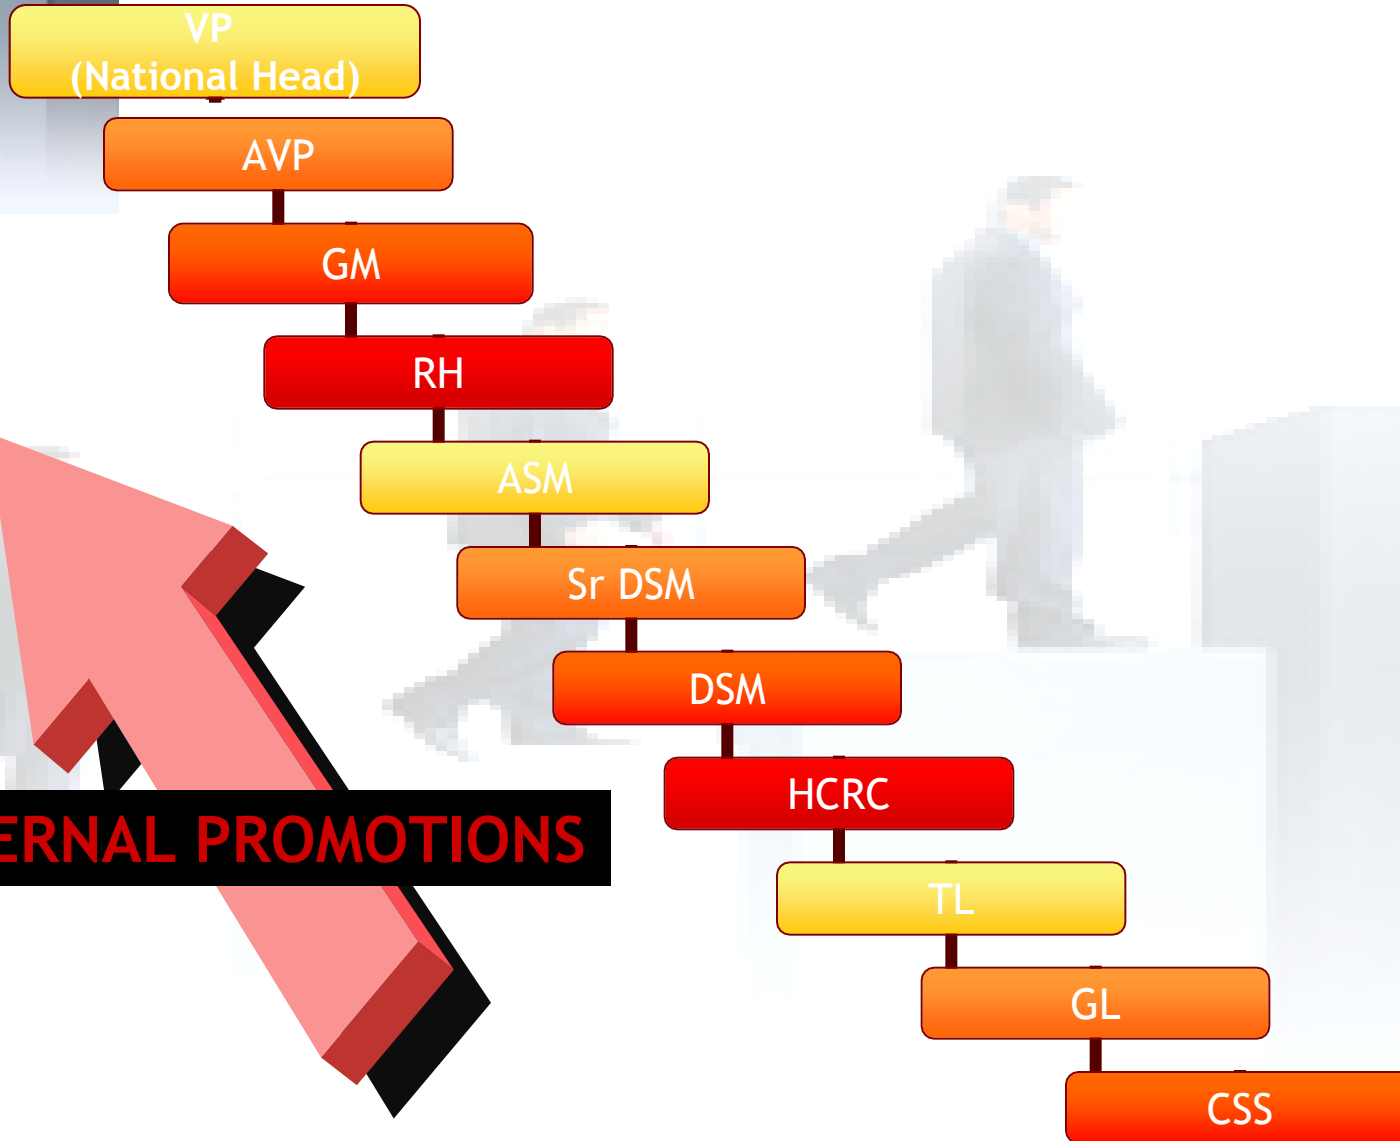 VP
(National Head)
AVP
GM
RH
ASM
Sr DSM
DSM
HCRC
ERNAL PROMOTIONS
TL
GL
CSS